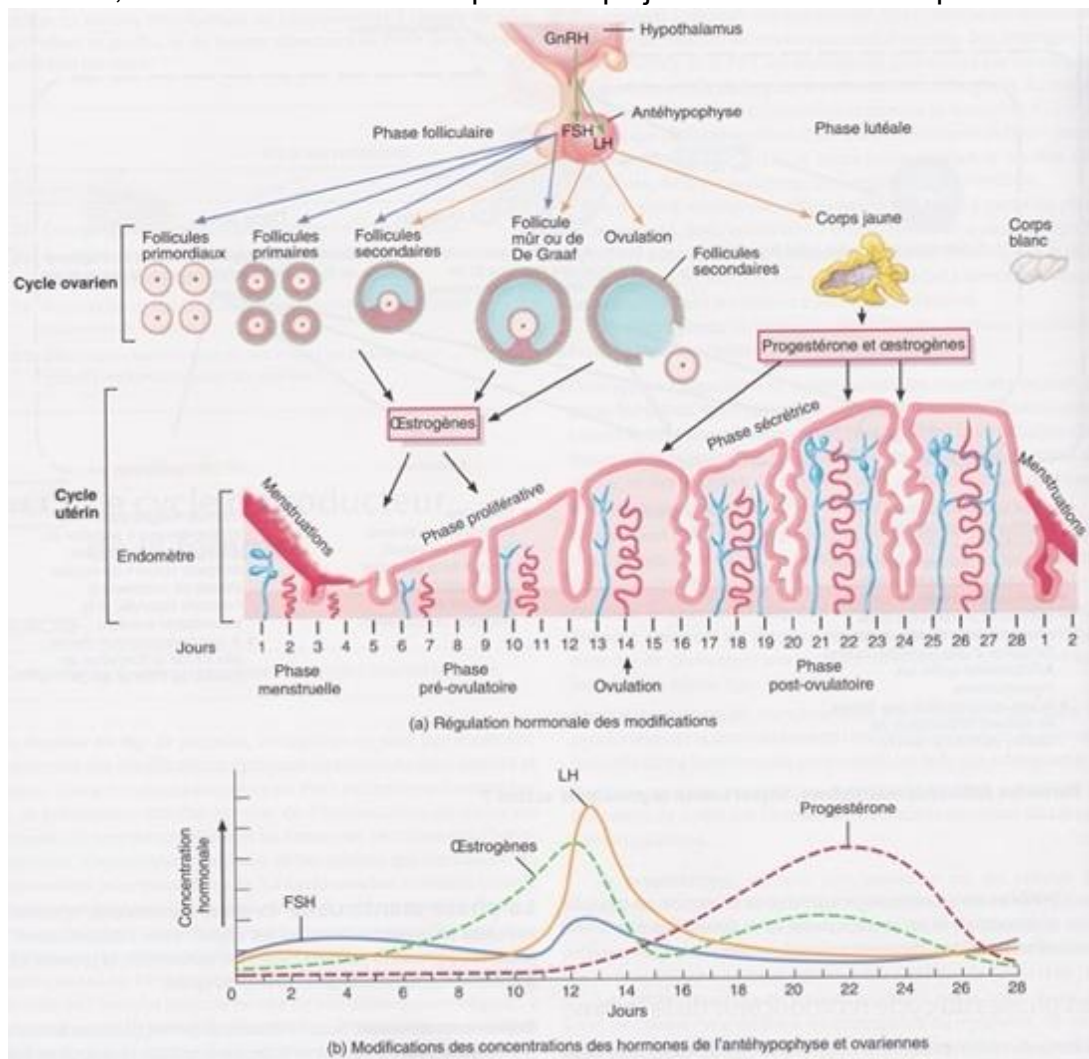 GnRH
Hypothalamus
Antéhypophyse
Phase folliculaire
FSH
LH
Phase lutéale
Cycle ovarien
Follicules
primordiaux
Follicules
primaires
Follicules
secondaires
Follicule
mûr ou de
De Graaf
Ovulation
Follicules
secondaires
Corps jaune
Corps
blanc
Progestérone et œstrogènes
Œstrogènes
Cycle
utérin
Endomètre
Menstruations
Phase proliférative
Phase sécrétrice
Menstruations
Jours
1 2 3 4 5 6 7 8 9 10 11 12 13 14 15 16 17 18 19 20 21 22 23 24 25 26 27 28 1 2
Phase
menstruelle
Phase
pré-ovulatoire
Ovulation
Phase
post-ovulatoire
(a) Régulation hormonale des modifications
Concentration
hormonale
FSH
Œstrogènes
LH
Progestérone
0 2 4 6 8 10 12 14 16 18 20 22 24 26 28
Jours
(b) Modifications des concentrations des hormones de l'antéhypophyse et ovariennes